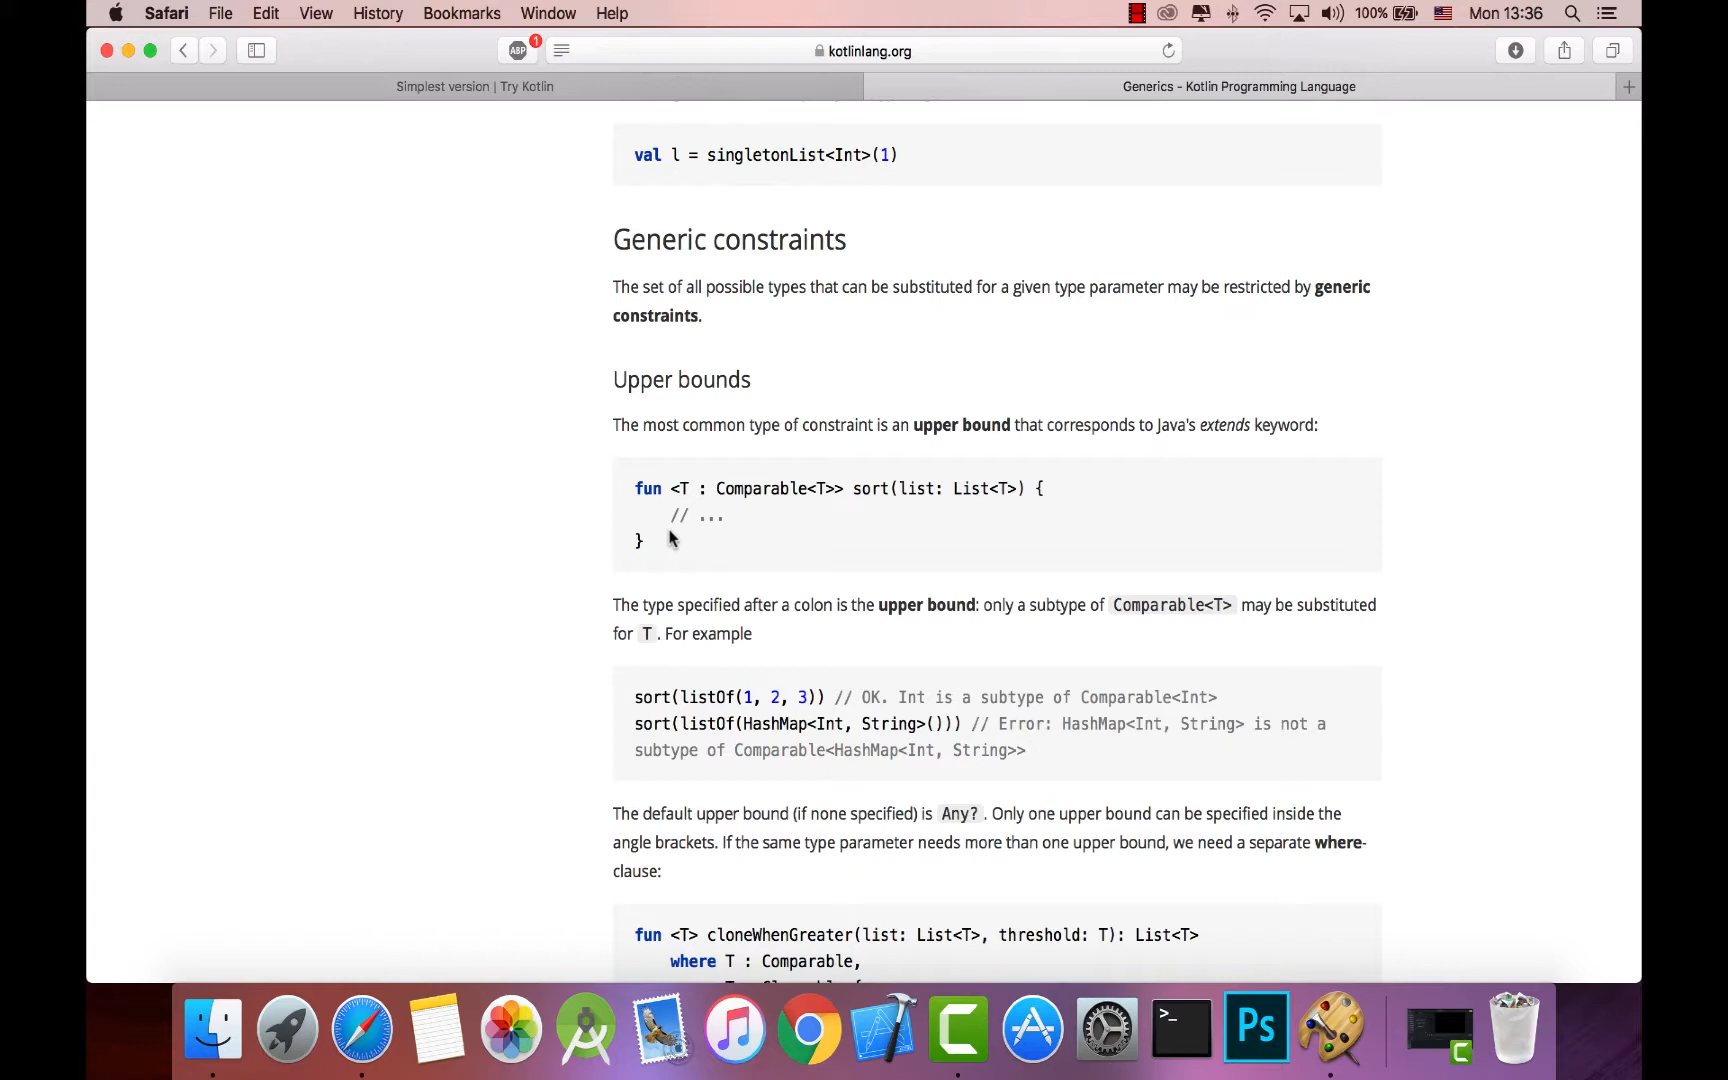 Safari File Edit View History Bookmarks Window Help 100% Mon 13:36
ABP 1 kotlinlang.org
Simplest version | Try Kotlin Generics - Kotlin Programming Language
val l = singletonList<Int>(1)
Generic constraints
The set of all possible types that can be substituted for a given type parameter may be restricted by generic
constraints.
Upper bounds
The most common type of constraint is an upper bound that corresponds to Java's extends keyword:
fun <T : Comparable<T>> sort(list: List<T>) {
// ...
}
The type specified after a colon is the upper bound: only a subtype of Comparable<T> may be substituted
for T. For example
sort(listOf(1, 2, 3)) // OK. Int is a subtype of Comparable<Int>
sort(listOf(HashMap<Int, String>())) // Error: HashMap<Int, String> is not a
subtype of Comparable<HashMap<Int, String>>
The default upper bound (if none specified) is Any?. Only one upper bound can be specified inside the
angle brackets. If the same type parameter needs more than one upper bound, we need a separate where-
clause:
fun <T> cloneWhenGreater(list: List<T>, threshold: T): List<T>
where T : Comparable,
>_ Ps